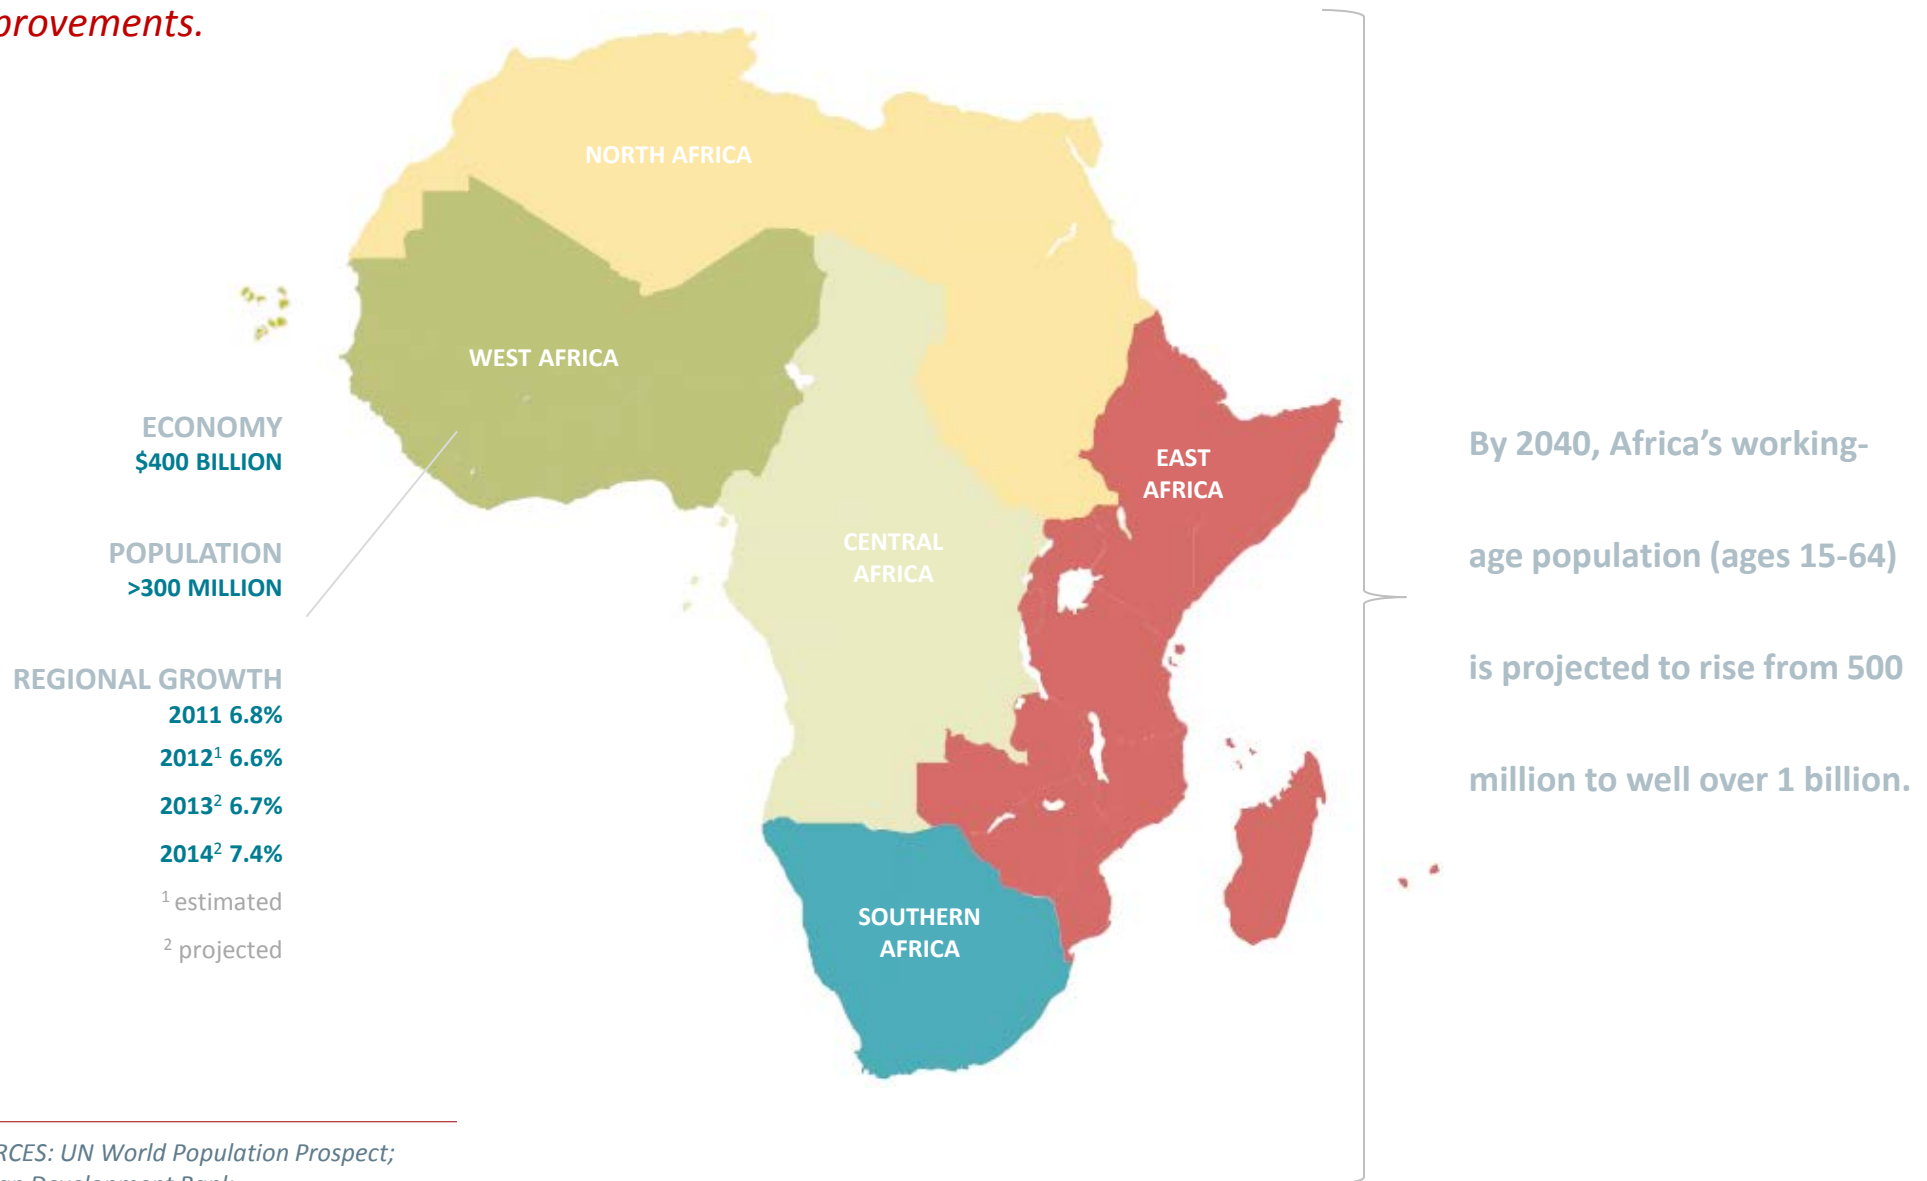 NORTH AFRICA
WEST AFRICA
ECONOMY
$400 BILLION
POPULATION
>300 MILLION
REGIONAL GROWTH
2011 6.8%
2012¹ 6.6%
2013² 6.7%
2014² 7.4%
¹ estimated
² projected
EAST
AFRICA
CENTRAL
AFRICA
SOUTHERN
AFRICA
By 2040, Africa’s working-
age population (ages 15-64)
is projected to rise from 500
million to well over 1 billion.
UN World Population Prospect;